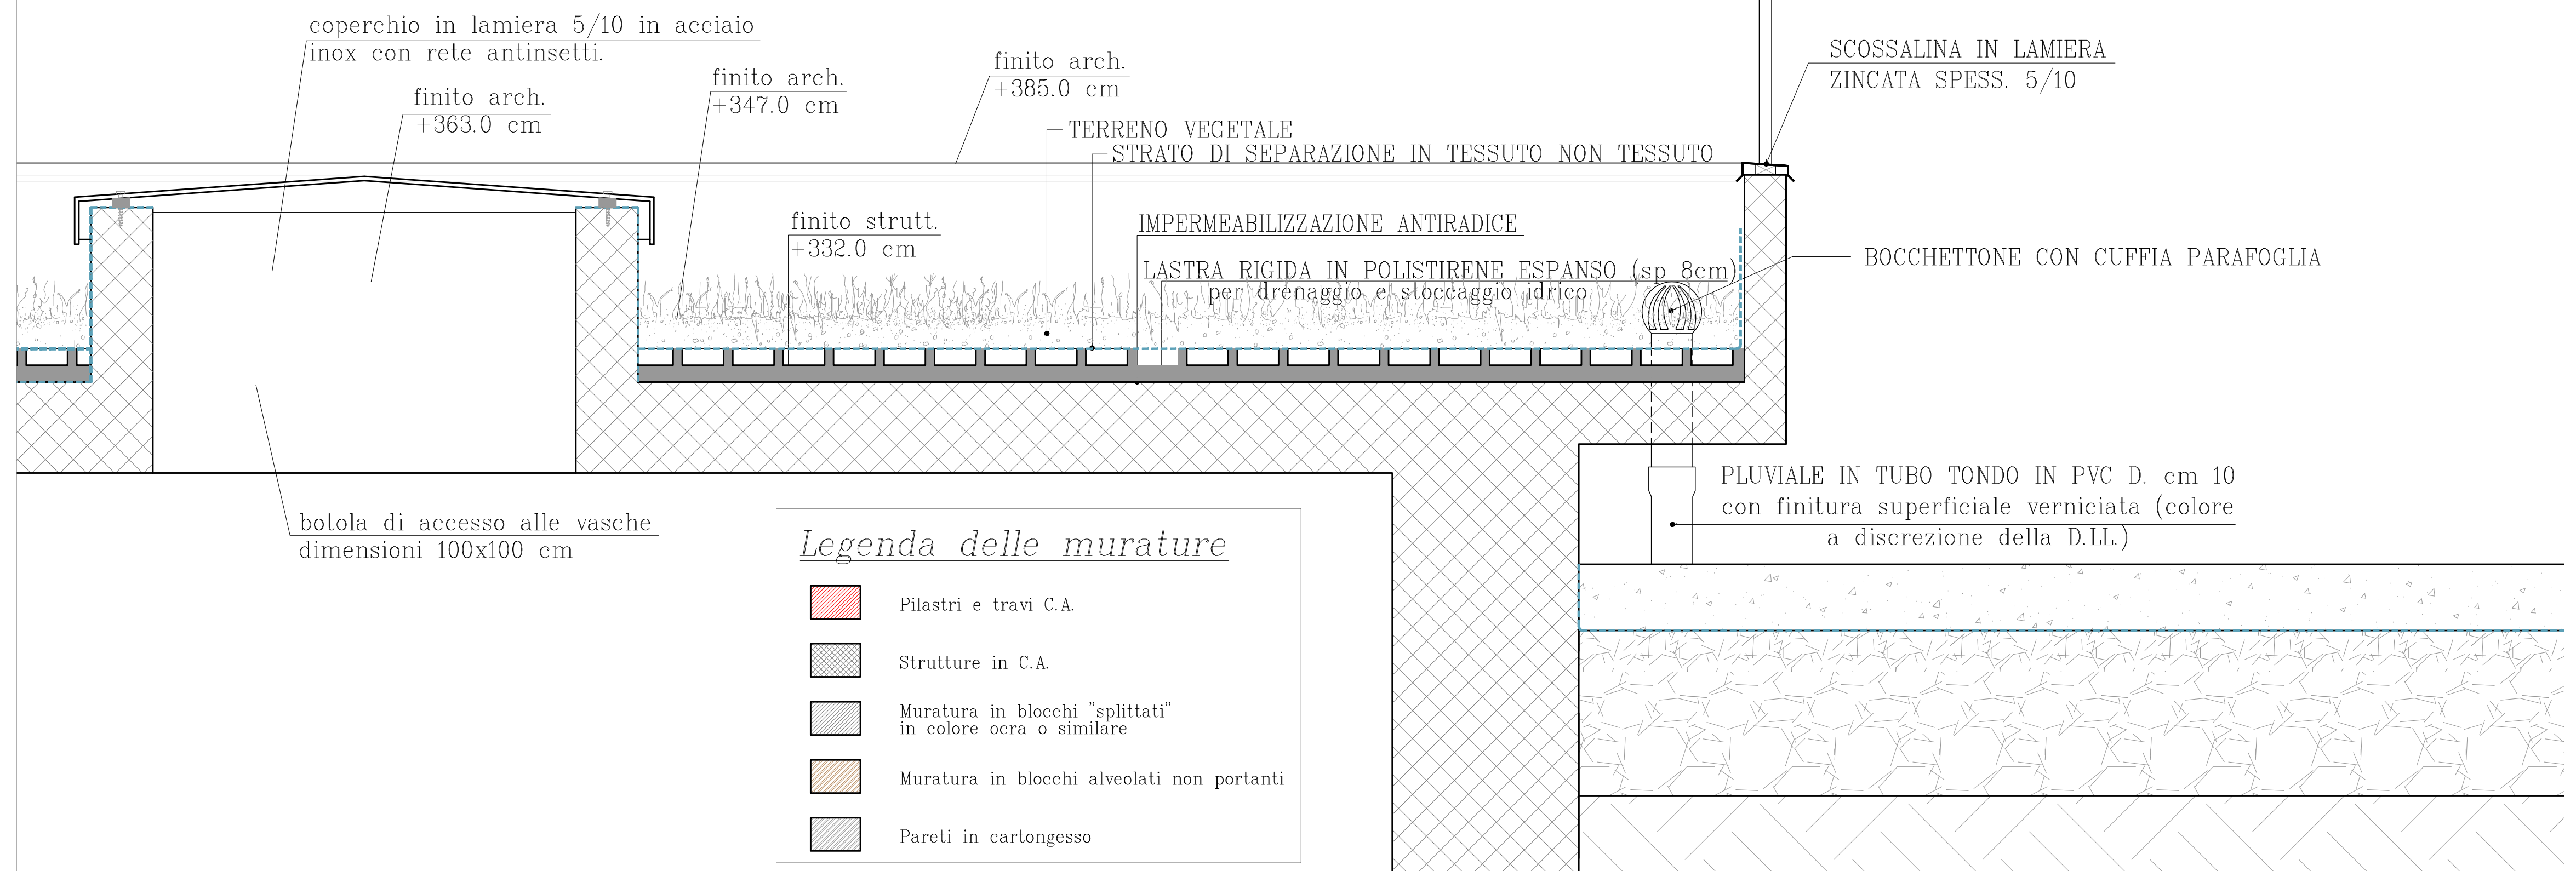 coperchio in lamiera 5/10 in acciaio
inox con rete antinsetti.
finito arch.
+363.0 cm
finito arch.
+347.0 cm
finito arch.
+385.0 cm
TERRENO VEGETALE
STRATO DI SEPARAZIONE IN TESSUTO NON TESSUTO
SCOSSALINA IN LAMIERA
ZINCATA SPESS. 5/10
finito strutt.
+332.0 cm
IMPERMEABILIZZAZIONE ANTIRADICE
LASTRA RIGIDA IN POLISTIRENE ESPANSO (sp 8cm)
per drenaggio e stoccaggio idrico
BOCCHETTONE CON CUFFIA PARAFOGLIA
botola di accesso alle vasche
dimensioni 100x100 cm
PLUVIALE IN TUBO TONDO IN PVC D. cm 10
con finitura superficiale verniciata (colore
a discrezione della D.LL.)
Legenda delle murature
Pilastri e travi C.A.
Strutture in C.A.
Muratura in blocchi "splittati"
in colore ocra o similare
Muratura in blocchi alveolati non portanti
Pareti in cartongesso